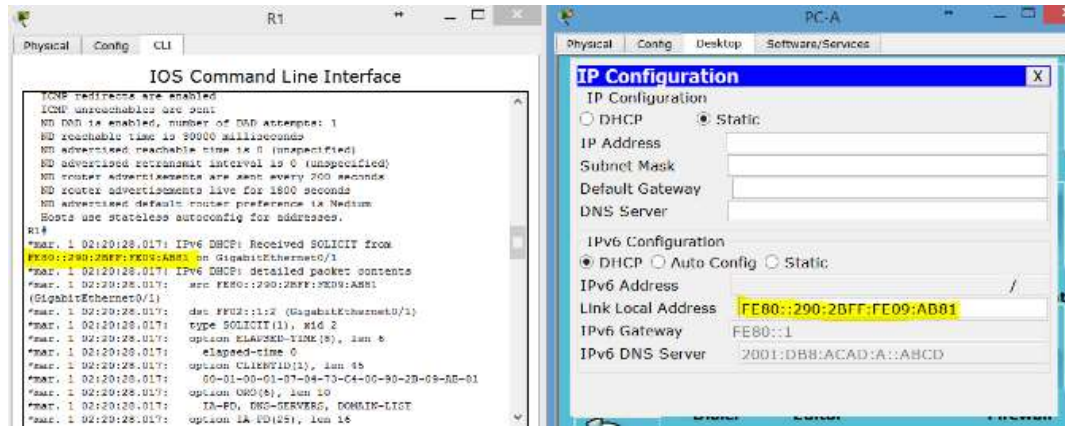 R1
Physical Config CLI
IOS Command Line Interface
ICMP redirects are enabled
ICMP unreachables are sent
ND DAD is enabled, number of DAD attempts: 1
ND reachable time is 30000 milliseconds
ND advertised reachable time is 0 (unspecified)
ND advertised retransmit interval is 0 (unspecified)
ND router advertisements are sent every 200 seconds
ND router advertisements live for 1800 seconds
ND advertised default router preference is Medium
Hosts use stateless autoconfig for addresses.
R1#
*mar. 1 02:20:28.017: IPv6 DHCP: Received SOLICIT from
FE80::290:2BFF:FE09:AB81 on GigabitEthernet0/1
*mar. 1 02:20:28.017: IPv6 DHCP: detailed packet contents
*mar. 1 02:20:28.017: src FE80::290:2BFF:FE09:AB81
(GigabitEthernet0/1)
*mar. 1 02:20:28.017: dst FF02::1:2 (GigabitEthernet0/1)
*mar. 1 02:20:28.017: type SOLICIT(1), xid 2
*mar. 1 02:20:28.017: option ELAPSED-TIME(8), len 6
*mar. 1 02:20:28.017: elapsed-time 0
*mar. 1 02:20:28.017: option CLIENTID(1), len 45
*mar. 1 02:20:28.017:
*mar. 1 02:20:28.017: option ORO(6), len 10
*mar. 1 02:20:28.017: IA-PD, DNS-SERVERS, DOMAIN-LIST
*mar. 1 02:20:28.017: option IA-PD(25), len 16
PC-A
Physical Config Desktop Software/Services
IP Configuration X
IP Configuration
DHCP Static
IP Address
Subnet Mask
Default Gateway
DNS Server
IPv6 Configuration
DHCP Auto Config Static
IPv6 Address /
Link Local Address FE80::290:2BFF:FE09:AB81
IPv6 Gateway FE80::1
IPv6 DNS Server 2001:DB8:ACAD:A::ABCD